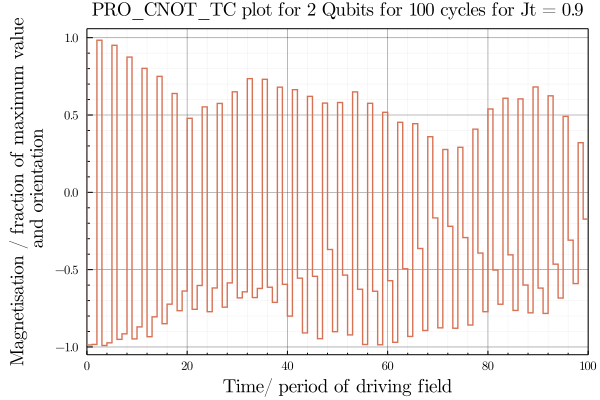 PRO_CNOT_TC plot for 2 Qubits for 100 cycles for Jt = 0.9
Magnetisation / fraction of maximum value
and orientation
1.0
0.5
0.0
−0.5
−1.0
0 20 40 60 80 100
Time/ period of driving field